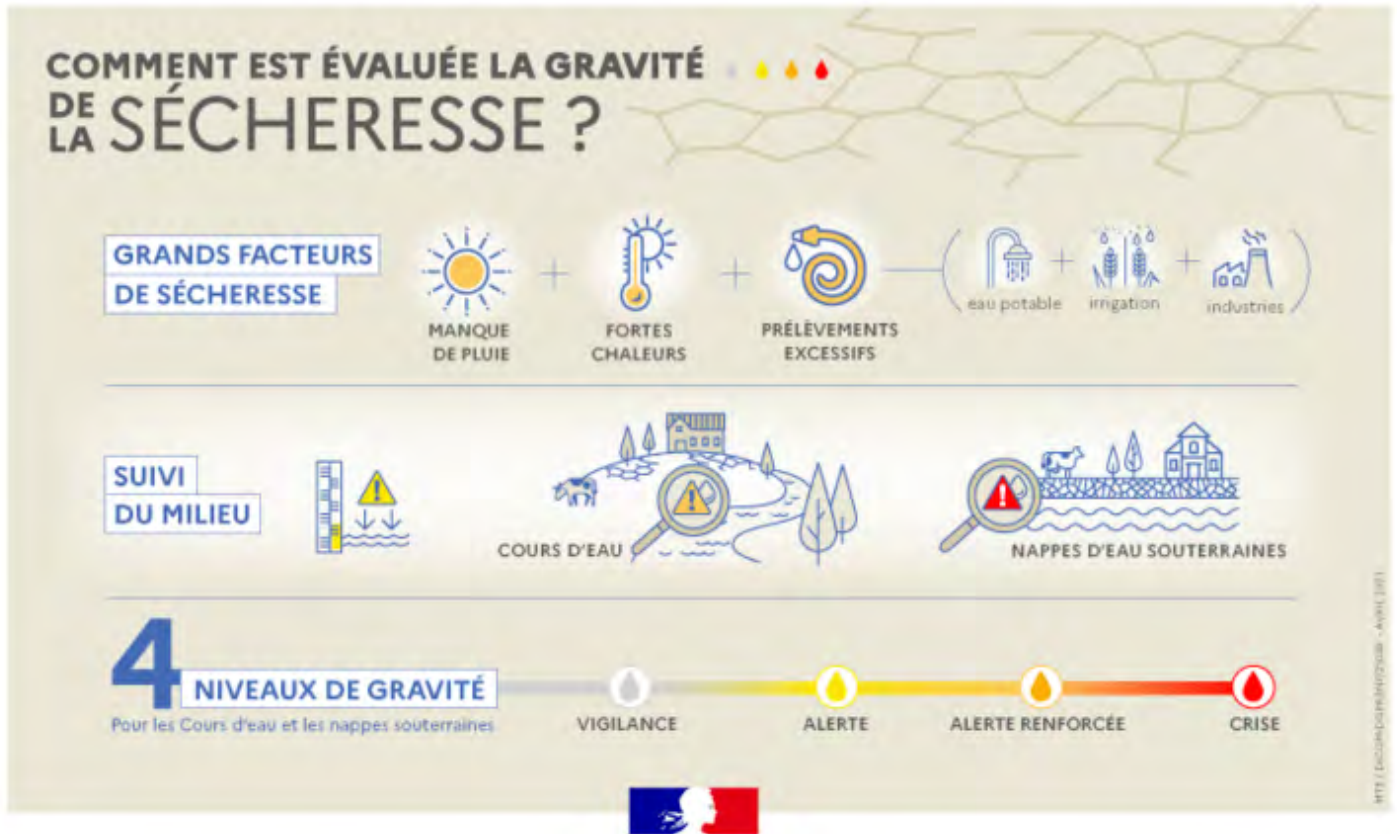 COMMENT EST ÉVALUÉE LA GRAVITÉ
DE LA SÉCHERESSE ?
GRANDS FACTEURS
DE SÉCHERESSE
MANQUE
DE PLUIE
+
FORTES
CHALEURS
+
PRÉLÈVEMENTS
EXCESSIFS
(
eau potable
+
irrigation
+
industries
)
SUIVI
DU MILIEU
COURS D'EAU
NAPPES D'EAU SOUTERRAINES
4
NIVEAUX DE GRAVITÉ
Pour les Cours d'eau et les nappes souterraines
VIGILANCE
ALERTE
ALERTE RENFORCÉE
CRISE